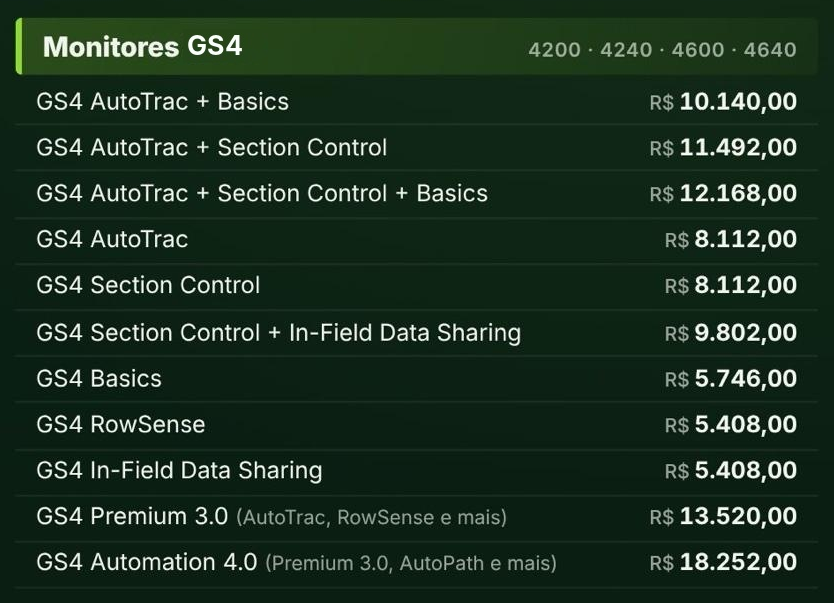 Monitores GS4 4200 · 4240 · 4600 · 4640
GS4 AutoTrac + Basics R$ 10.140,00
GS4 AutoTrac + Section Control R$ 11.492,00
GS4 AutoTrac + Section Control + Basics R$ 12.168,00
GS4 AutoTrac R$ 8.112,00
GS4 Section Control R$ 8.112,00
GS4 Section Control + In-Field Data Sharing R$ 9.802,00
GS4 Basics R$ 5.746,00
GS4 RowSense R$ 5.408,00
GS4 In-Field Data Sharing R$ 5.408,00
GS4 Premium 3.0 (AutoTrac, RowSense e mais) R$ 13.520,00
GS4 Automation 4.0 (Premium 3.0, AutoPath e mais) R$ 18.252,00